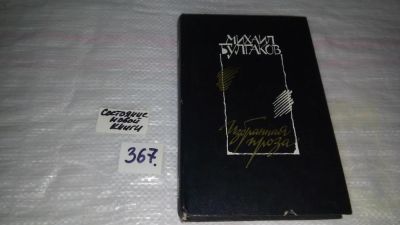 Состояние
новой
книги
367.
МИХАИЛ
БУЛГАКОВ
Избранная
проза